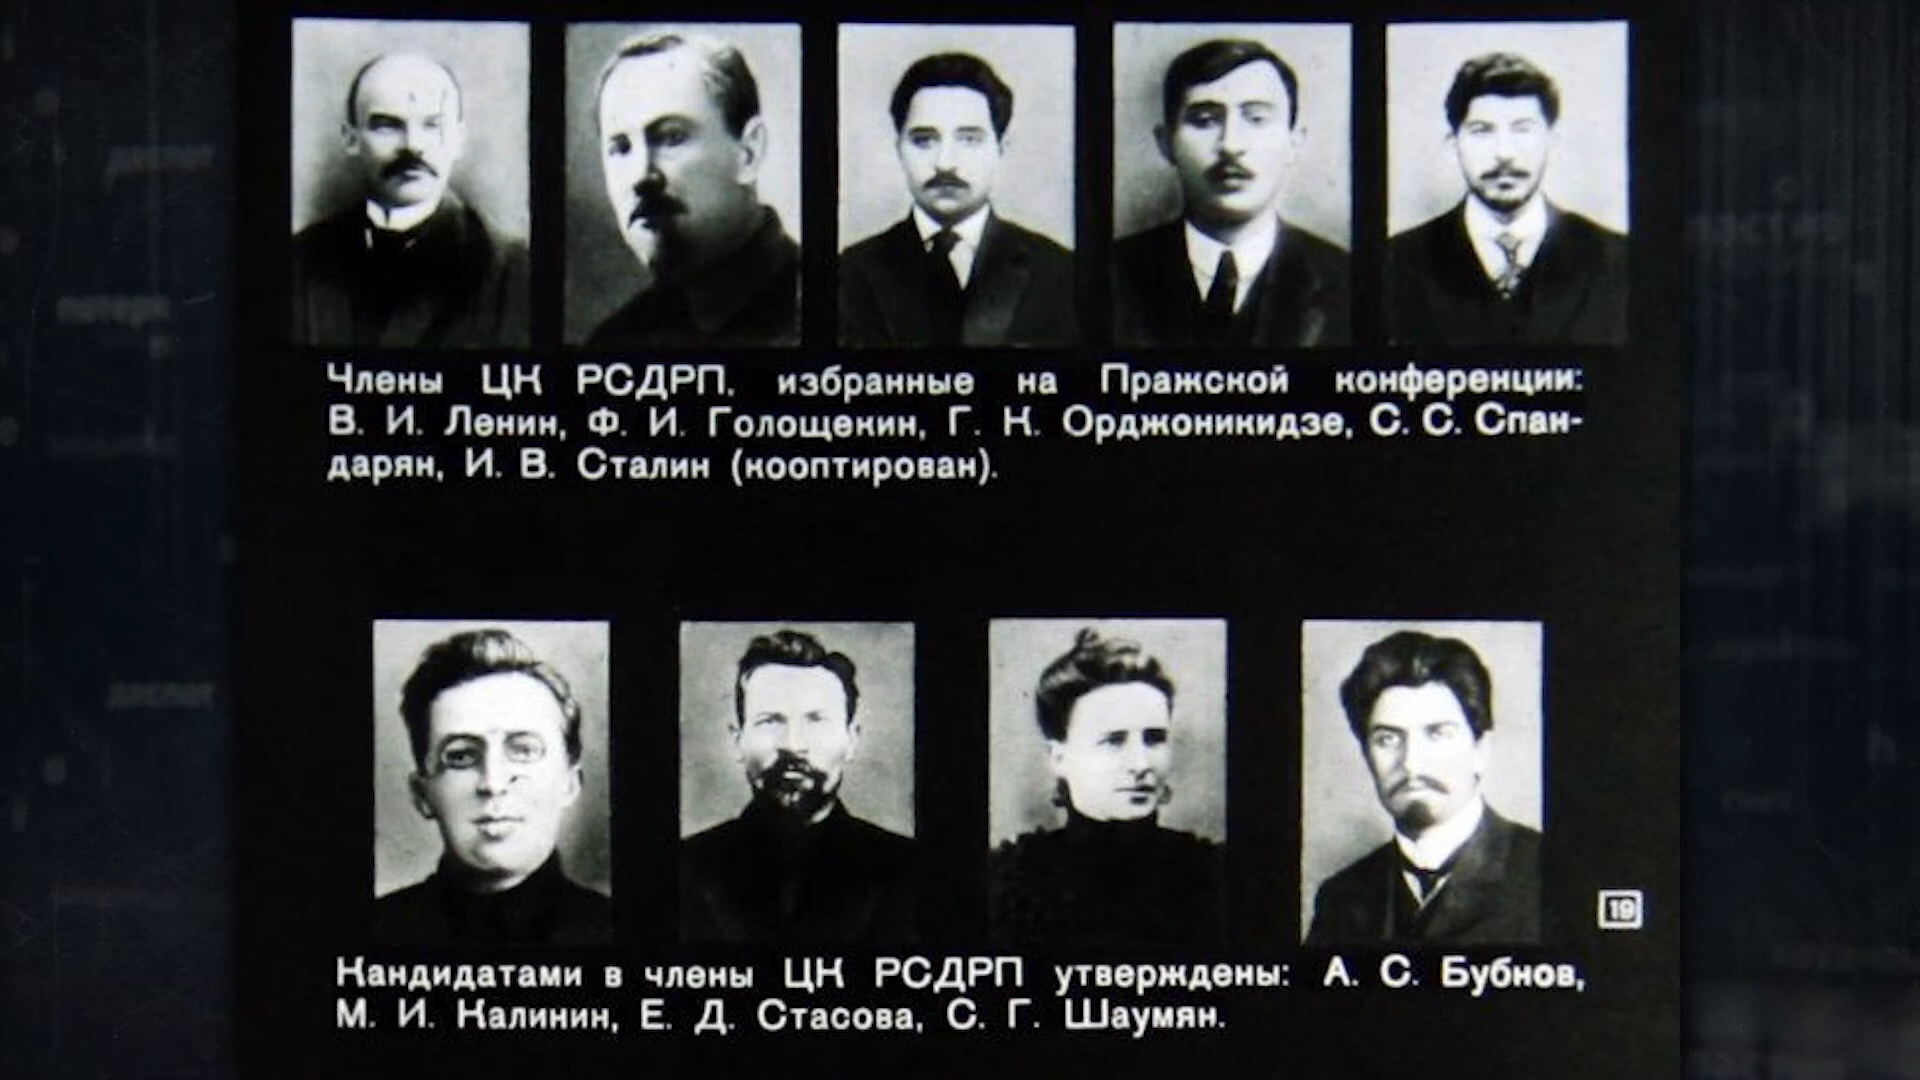 Члены ЦК РСДРП, избранные на Пражской конференции:
В. И. Ленин, Ф. И. Голощекин, Г. К. Орджоникидзе, С. С. Спан-
дарян, И. В. Сталин (кооптирован).
19
Кандидатами в члены ЦК РСДРП утверждены: А. С. Бубнов,
М. И. Калинин, Е. Д. Стасова, С. Г. Шаумян.